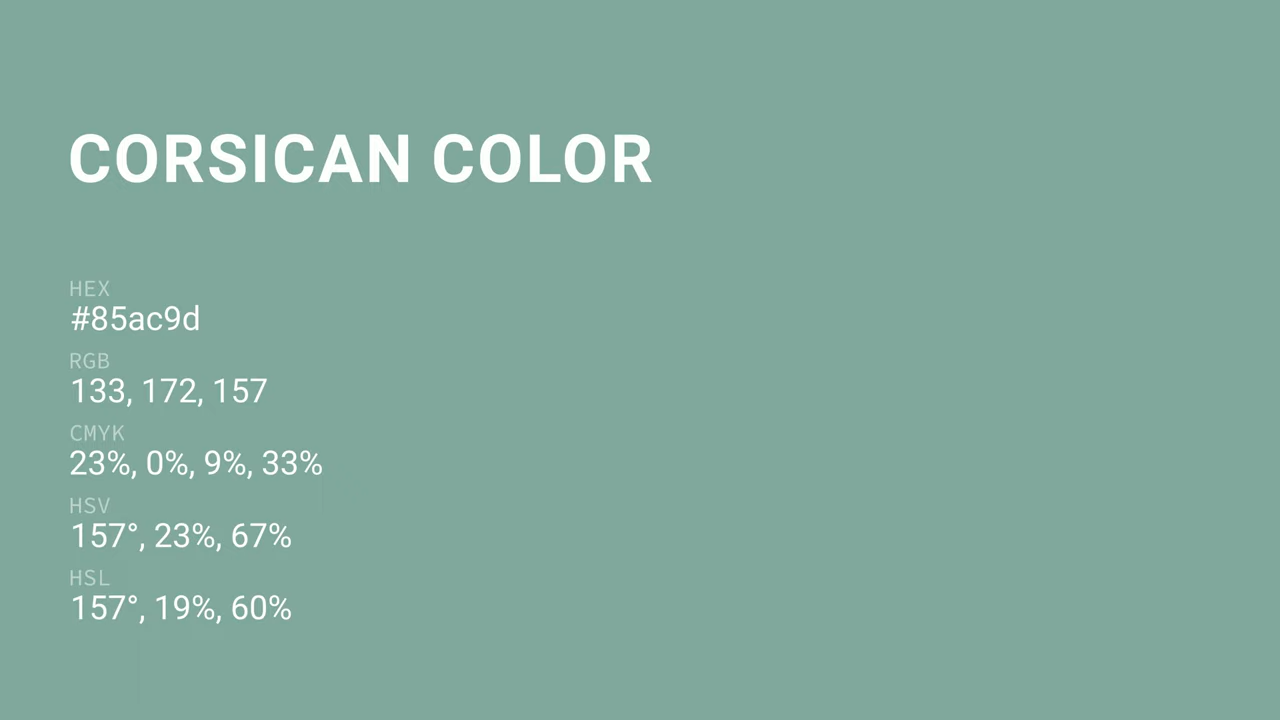 CORSICAN COLOR
HEX
#85ac9d
RGB
133, 172, 157
CMYK
23%, 0%, 9%, 33%
HSV
157°, 23%, 67%
HSL
157°, 19%, 60%